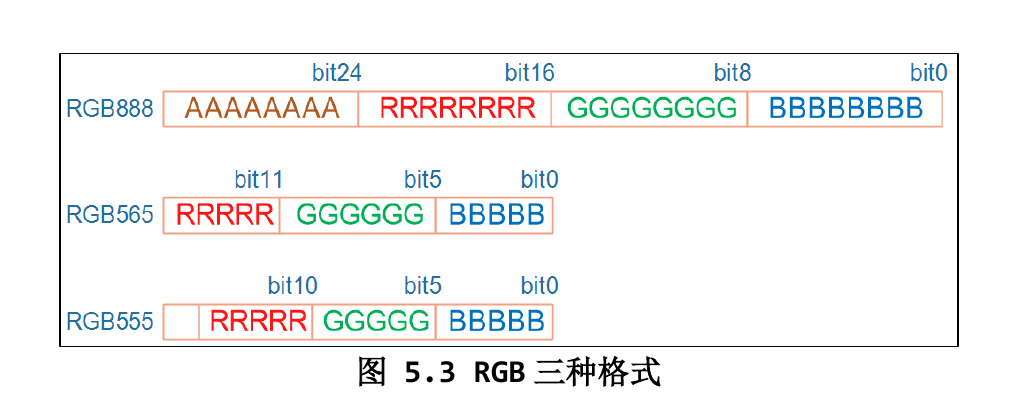 bit24 bit16 bit8 bit0
RGB888 AAAAAAAA RRRRRRRR GGGGGGGG BBBBBBBB
bit11 bit5 bit0
RGB565 RRRRR GGGGGG BBBBB
bit10 bit5 bit0
RGB555 RRRRR GGGGG BBBBB
图 5.3 RGB 三种格式